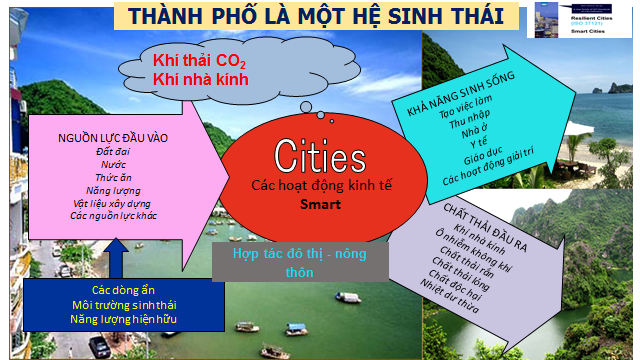 THÀNH PHỐ LÀ MỘT HỆ SINH THÁI
Resilient Cities
(ISO 37121)
Smart Cities
Khí thải CO₂
Khí nhà kính
NGUỒN LỰC ĐẦU VÀO
Đất đai
Nước
Thức ăn
Năng lượng
Vật liệu xây dựng
Các nguồn lực khác
Cities
Các hoạt động kinh tế
Smart
KHẢ NĂNG SINH SỐNG
Tạo việc làm
Thu nhập
Nhà ở
Y tế
Giáo dục
Các hoạt động giải trí
Hợp tác đô thị - nông
thôn
CHẤT THẢI ĐẦU RA
Khí nhà kính
Ô nhiễm không khí
Chất thải rắn
Chất thải lỏng
Chất độc hại
Nhiệt dư thừa
Các dòng ẩn
Môi trường sinh thái
Năng lượng hiện hữu